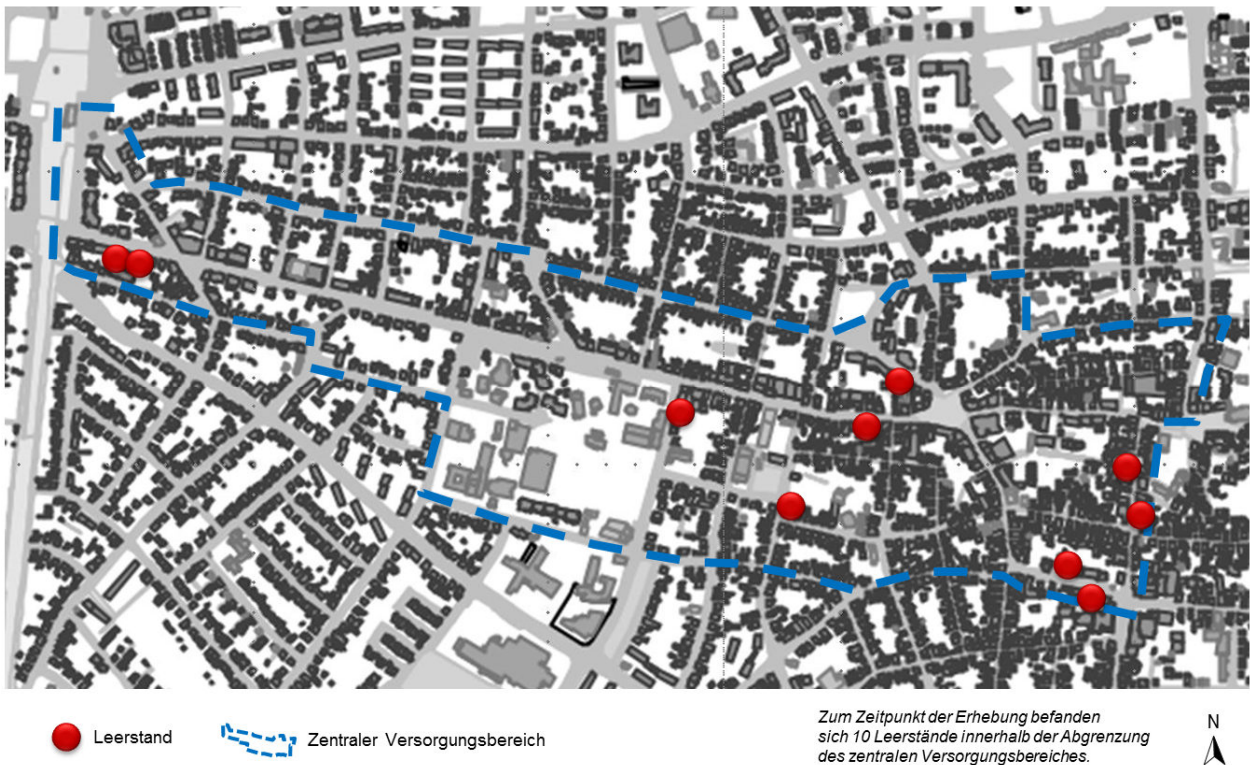 Leerstand
Zentraler Versorgungsbereich
Zum Zeitpunkt der Erhebung befanden
sich 10 Leerstände innerhalb der Abgrenzung
des zentralen Versorgungsbereiches.
N